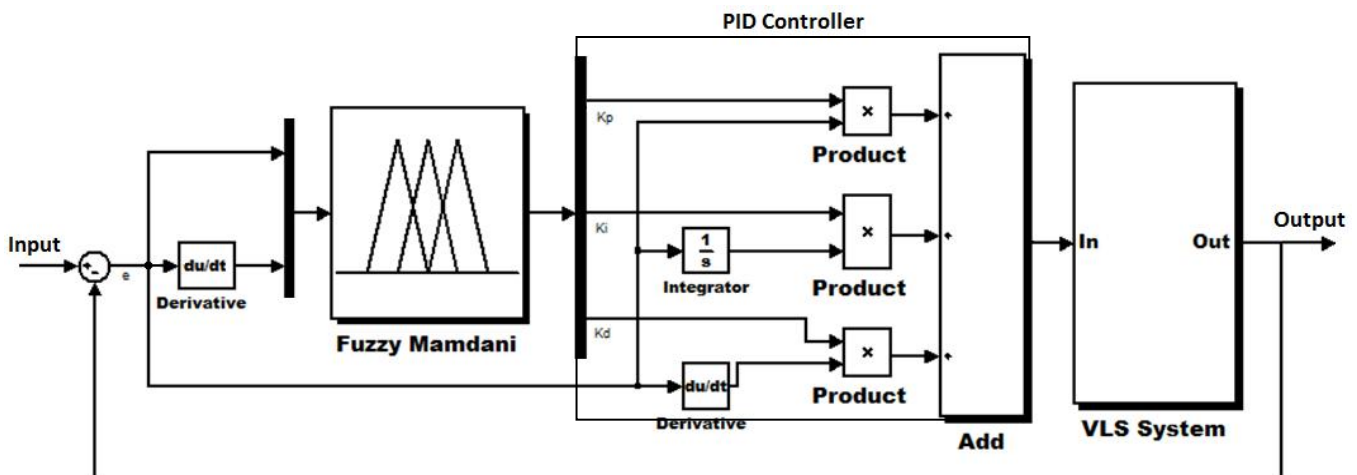 PID Controller
Input
e
du/dt
Derivative
Fuzzy Mamdani
Kp
×
Product
Ki
1
s
Integrator
×
Product
Kd
du/dt
Derivative
×
Product
Add
In
Out
VLS System
Output